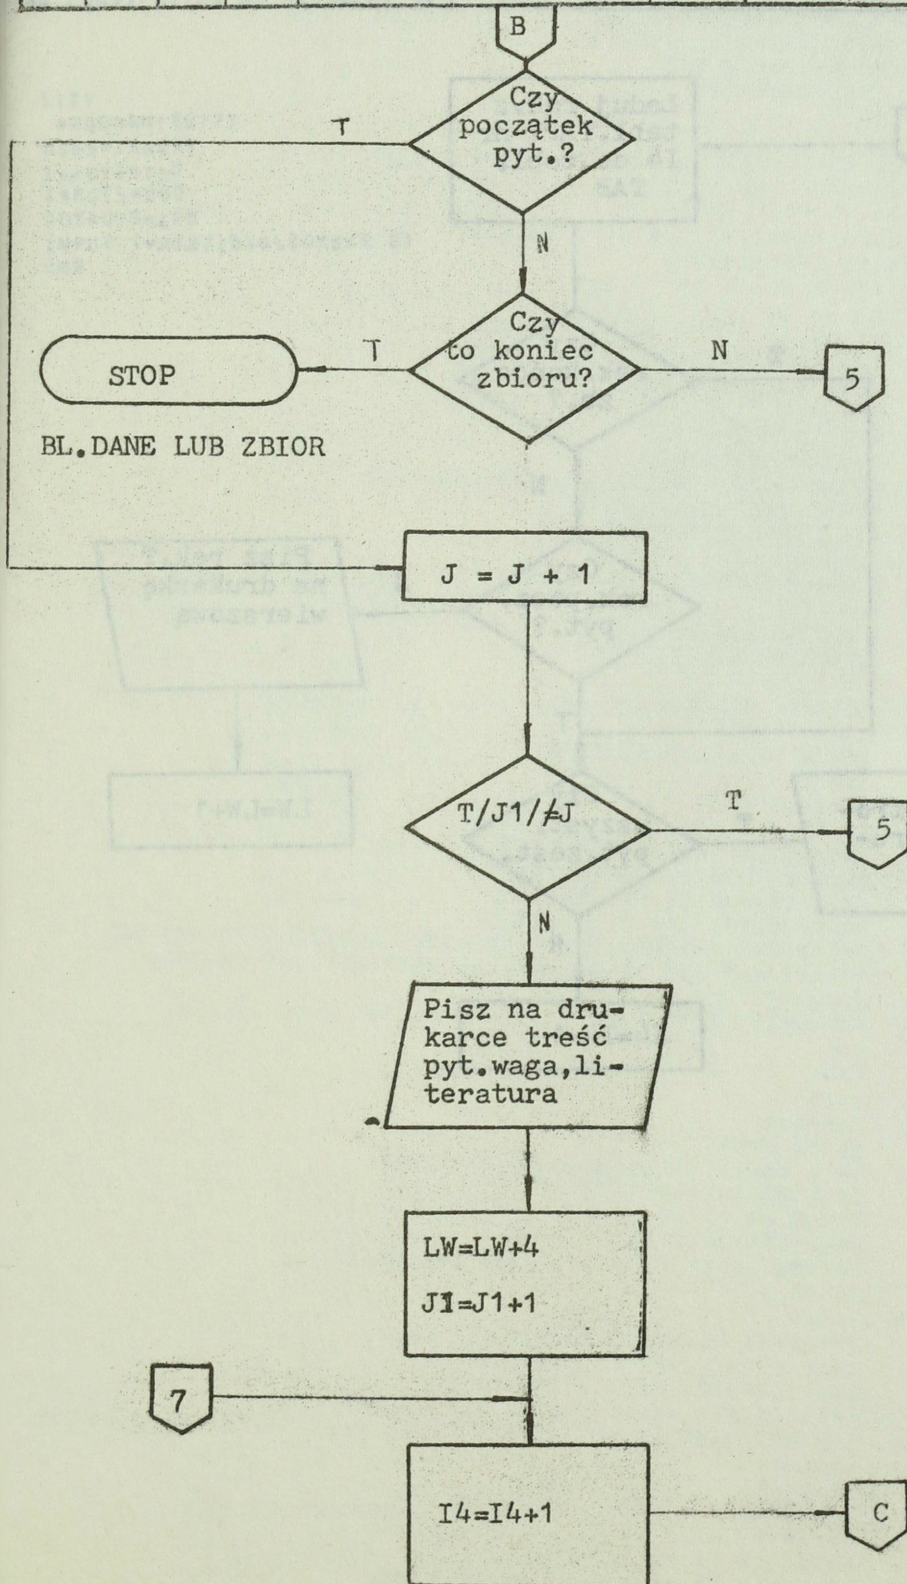 B
Czy
początek
pyt.?
T
N
Czy
to koniec
zbioru?
T
N
STOP
5
BL.DANE LUB ZBIOR
J = J + 1
T/J1/≠J
T
5
N
Pisz na dru-
karce treść
pyt.waga,li-
teratura
LW=LW+4
J1=J1+1
7
I4=I4+1
C